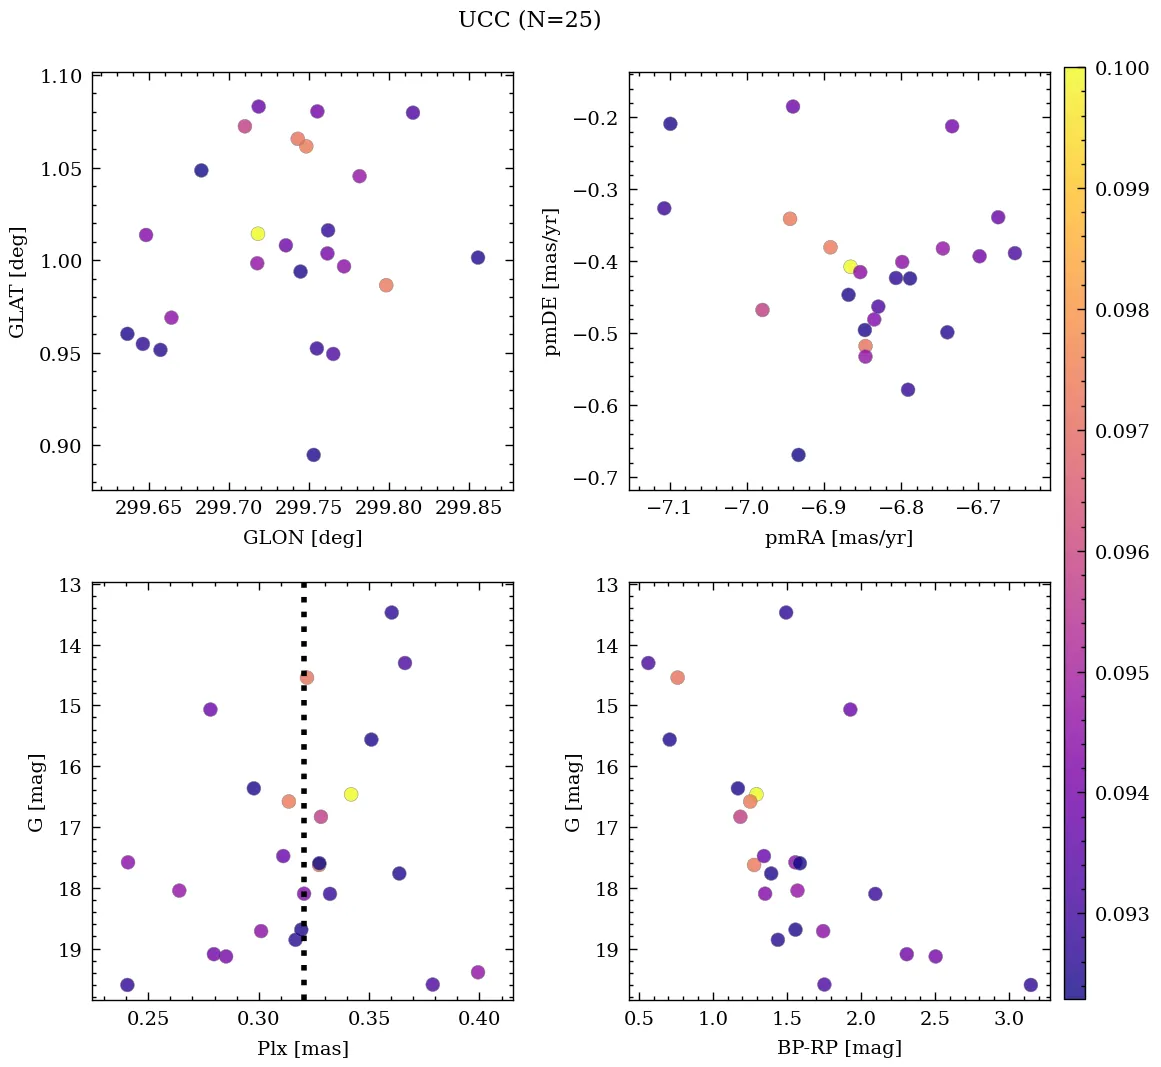 UCC (N=25)
1.10
1.05
1.00
0.95
0.90
GLAT [deg]
299.65 299.70 299.75 299.80 299.85
GLON [deg]
−0.2
−0.3
−0.4
−0.5
−0.6
−0.7
pmDE [mas/yr]
−7.1 −7.0 −6.9 −6.8 −6.7
pmRA [mas/yr]
13
14
15
16
17
18
19
G [mag]
0.25 0.30 0.35 0.40
Plx [mas]
13
14
15
16
17
18
19
G [mag]
0.5 1.0 1.5 2.0 2.5 3.0
BP-RP [mag]
0.100
0.099
0.098
0.097
0.096
0.095
0.094
0.093